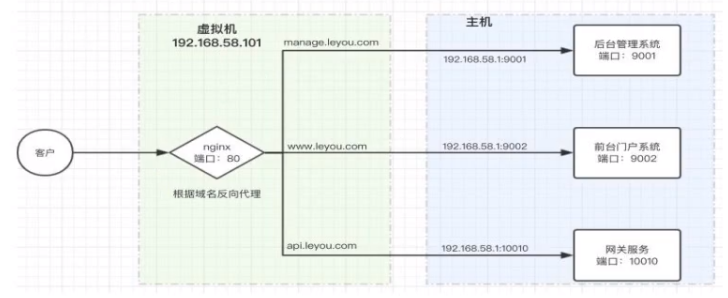 虚拟机
192.168.58.101
主机
manage.leyou.com
192.168.58.1:9001
后台管理系统
端口：9001
客户
nginx
端口：80
www.leyou.com
192.168.58.1:9002
前台门户系统
端口：9002
根据域名反向代理
api.leyou.com
192.168.58.1:10010
网关服务
端口：10010